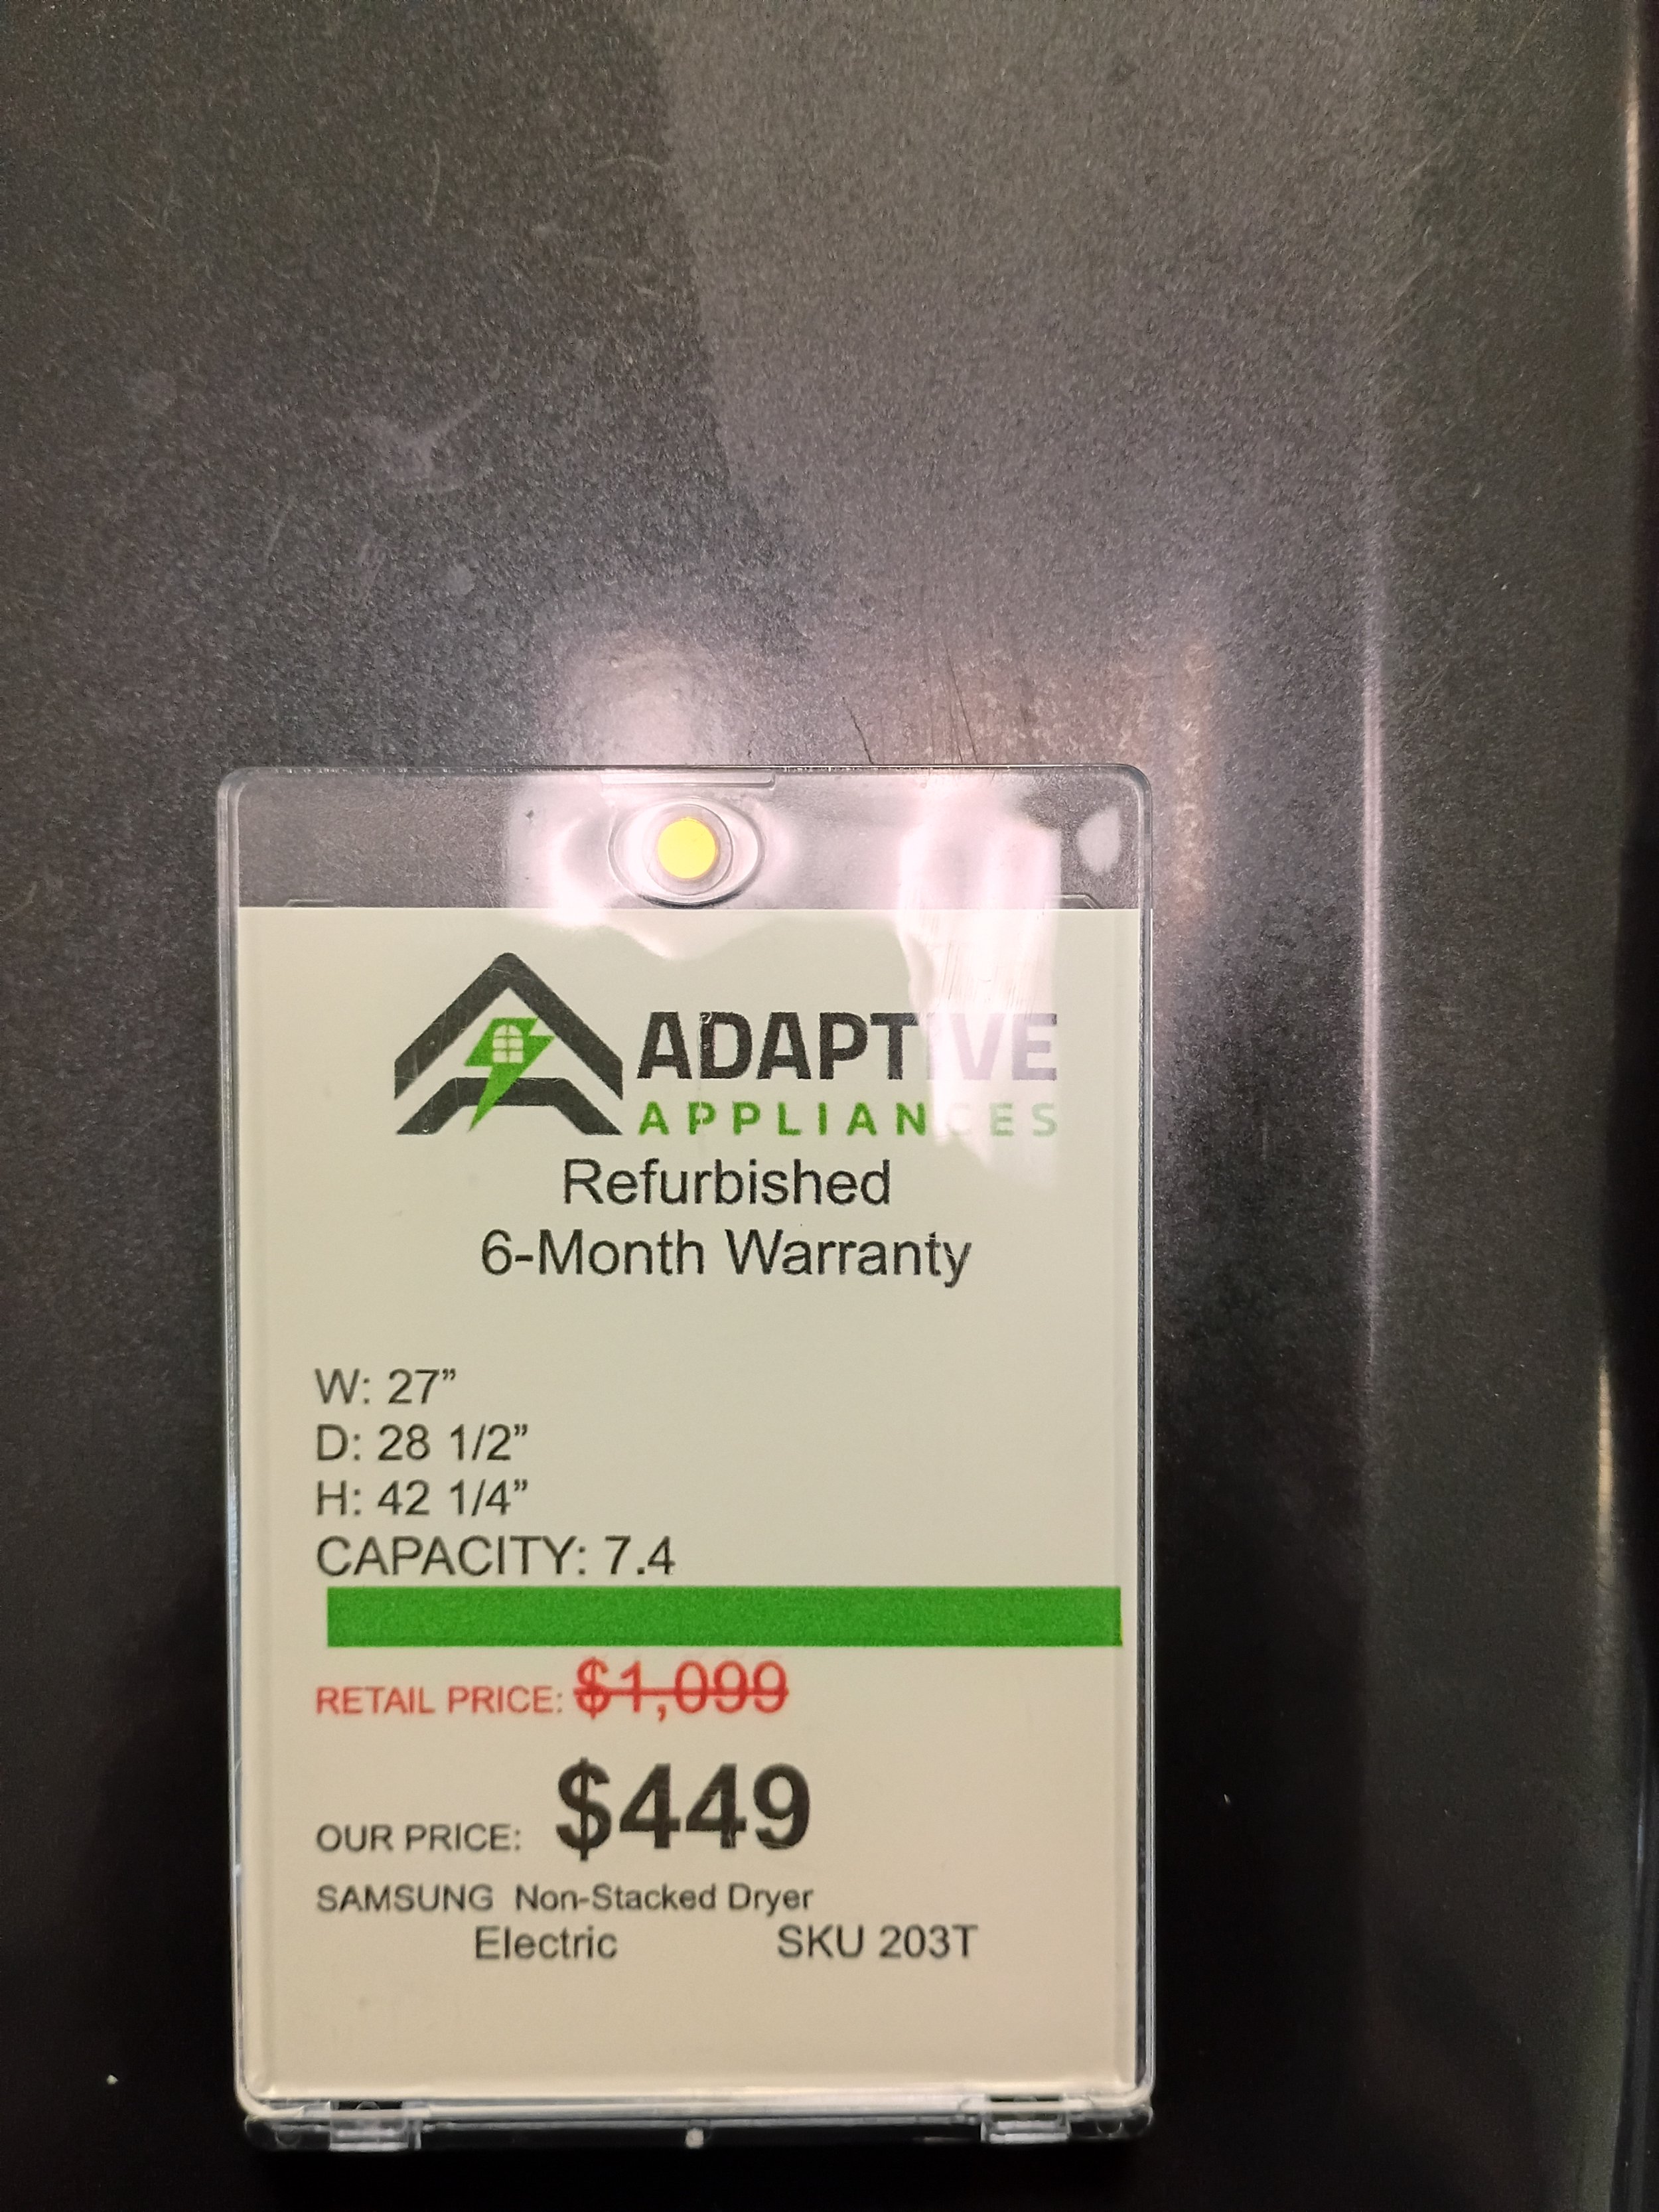 ADAPTIVE
APPLIANCES
Refurbished
6-Month Warranty
W: 27”
D: 28 1/2”
H: 42 1/4”
CAPACITY: 7.4
RETAIL PRICE: $1,099
OUR PRICE: $449
SAMSUNG Non-Stacked Dryer
Electric SKU 203T